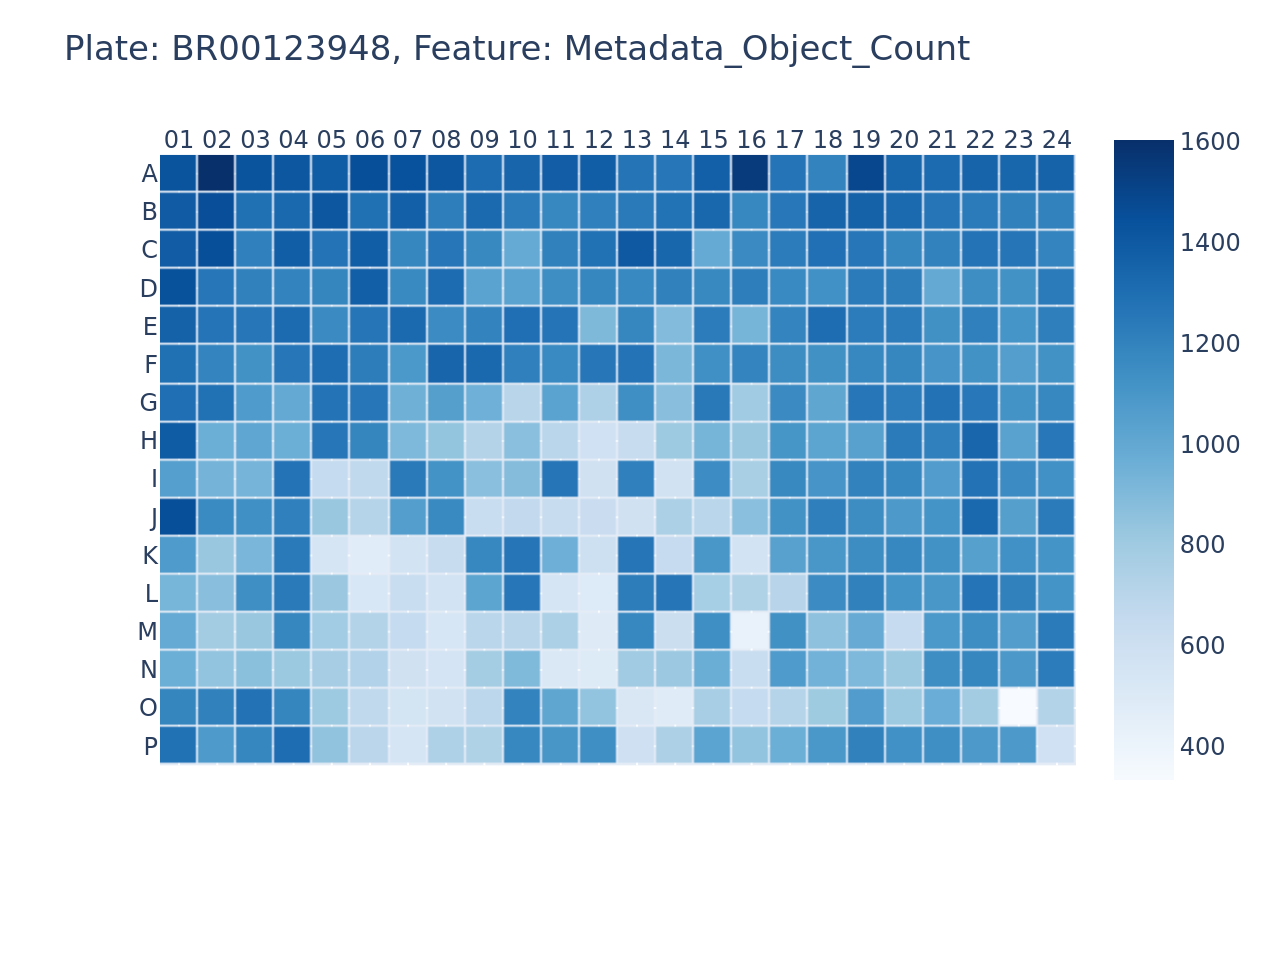 Plate: BR00123948, Feature: Metadata_Object_Count
01 02 03 04 05 06 07 08 09 10 11 12 13 14 15 16 17 18 19 20 21 22 23 24
A
B
C
D
E
F
G
H
I
J
K
L
M
N
O
P
1600
1400
1200
1000
800
600
400